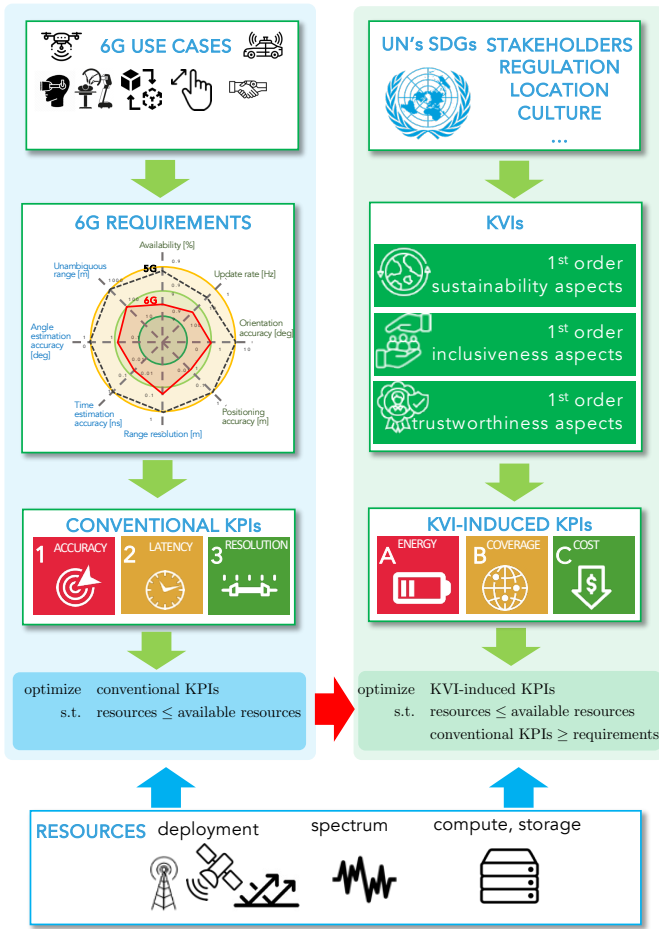 6G USE CASES
6G REQUIREMENTS
Availability [%]
Unambiguous
range [m]
5G
Update rate [Hz]
6G
Angle
estimation
accuracy
[deg]
Orientation
accuracy [deg]
Time
estimation
accuracy [ns]
Positioning
accuracy [m]
Range resolution [m]
CONVENTIONAL KPIs
1 ACCURACY
2 LATENCY
3 RESOLUTION
optimize conventional KPIs
s.t. resources ≤ available resources
UN's SDGs
STAKEHOLDERS
REGULATION
LOCATION
CULTURE
...
KVIs
1st order
sustainability aspects
1st order
inclusiveness aspects
1st order
trustworthiness aspects
KVI-INDUCED KPIs
A ENERGY
B COVERAGE
C COST
$
optimize KVI-induced KPIs
s.t. resources ≤ available resources
conventional KPIs ≥ requirements
RESOURCES
deployment
spectrum
compute, storage